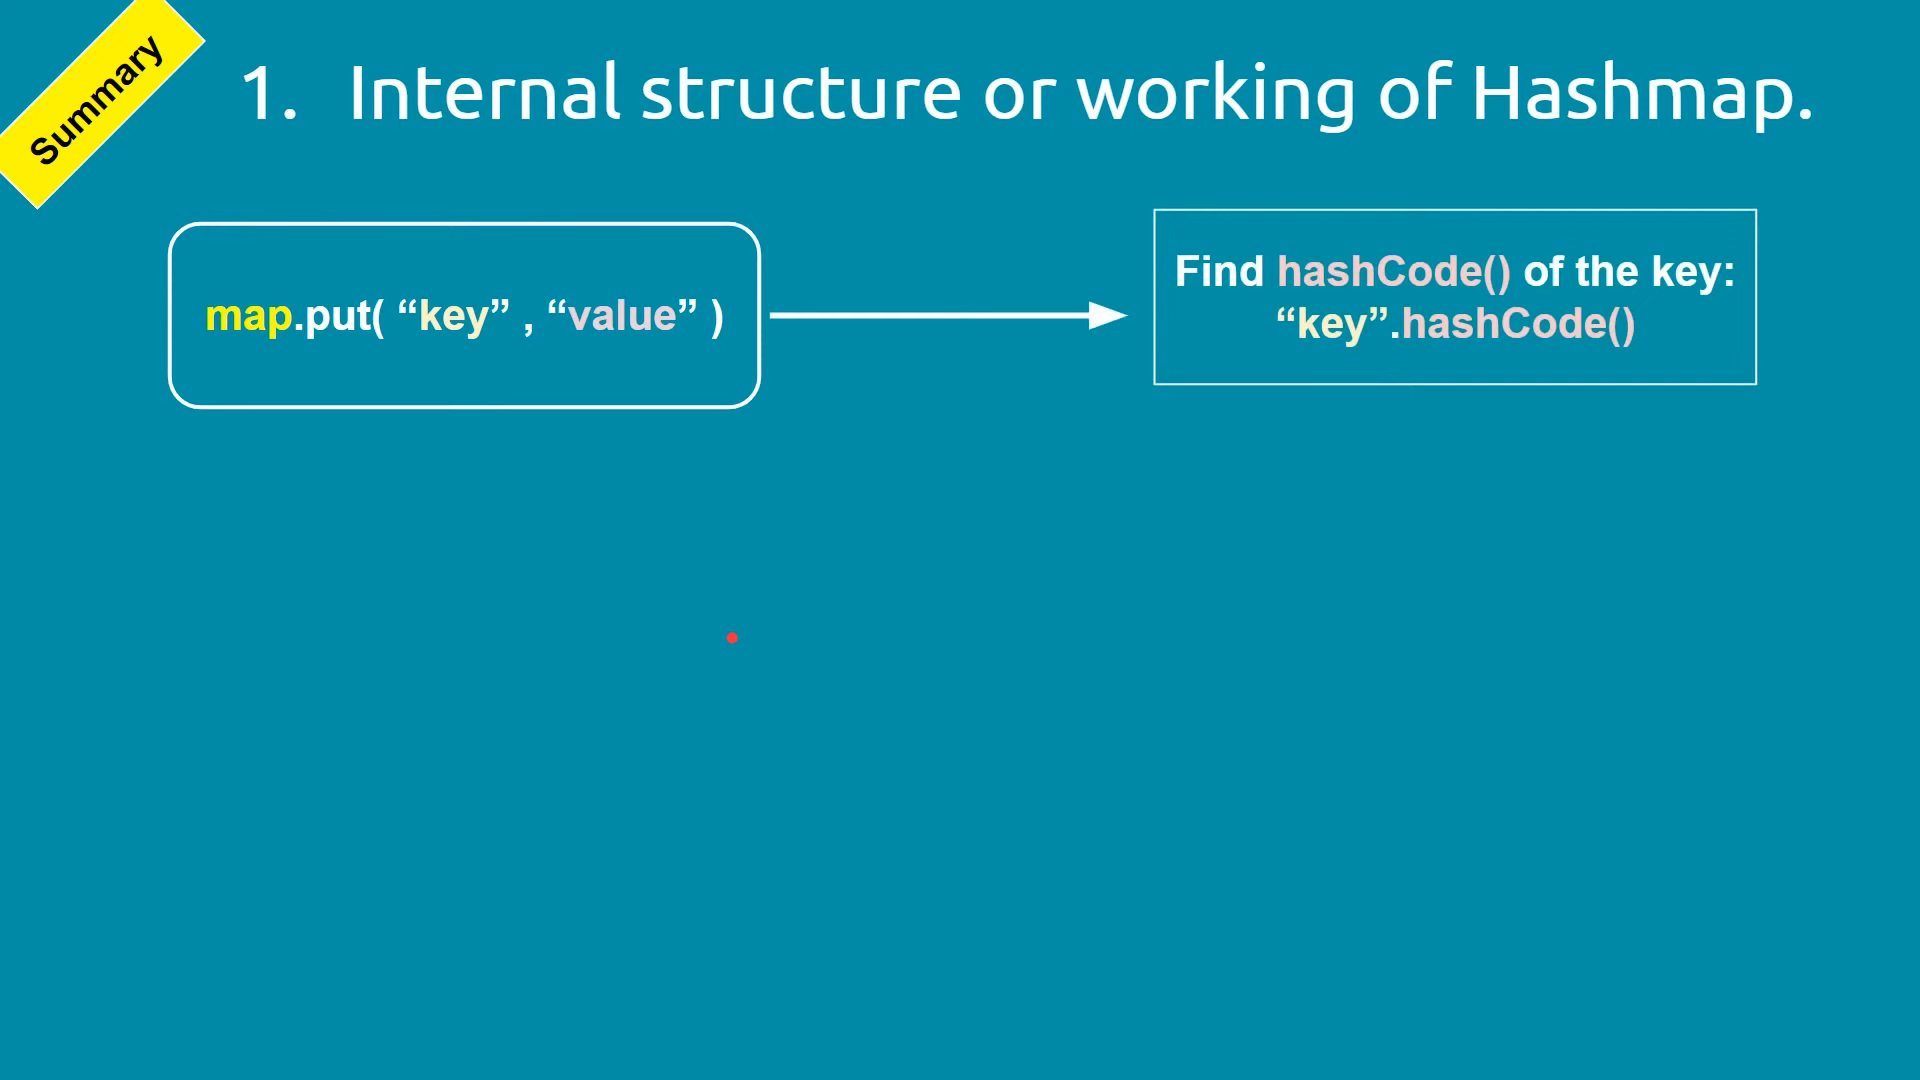 Summary
1. Internal structure or working of Hashmap.
map.put( “key” , “value” )
Find hashCode() of the key:
“key”.hashCode()